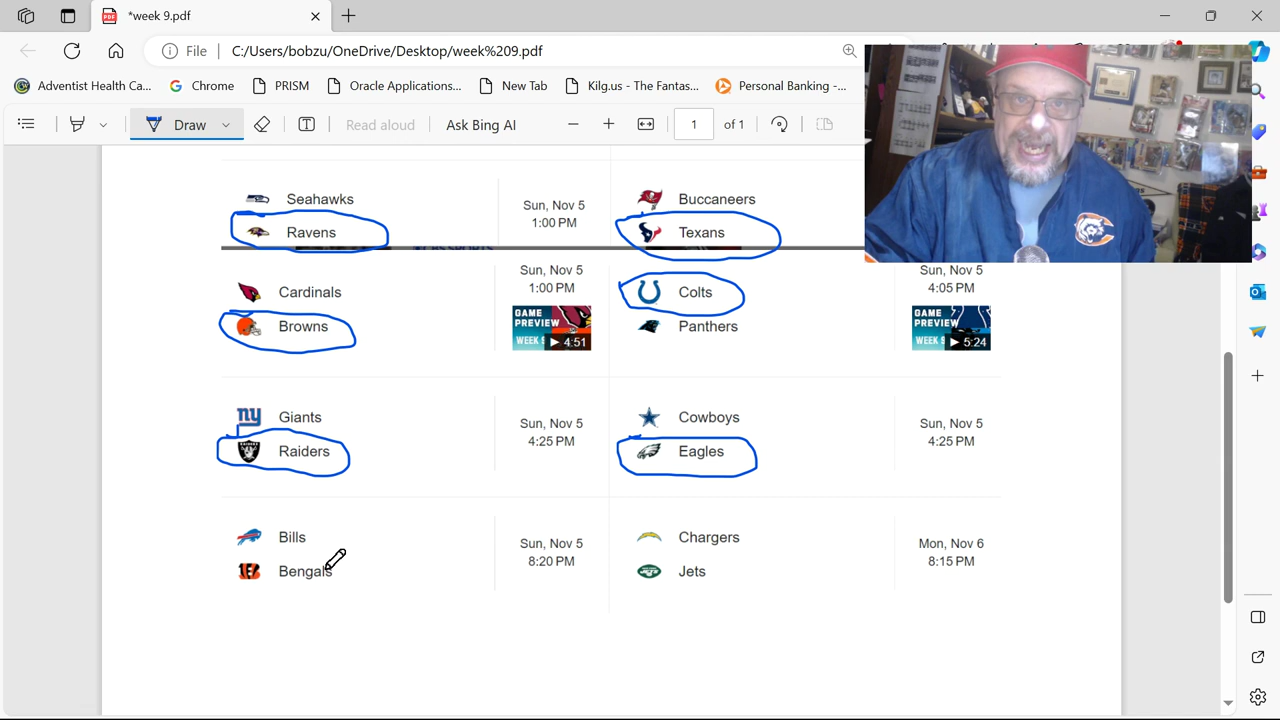 *week 9.pdf
File
C:/Users/bobzu/OneDrive/Desktop/week%209.pdf
Adventist Health Ca...
Chrome
PRISM
Oracle Applications...
New Tab
Kilg.us - The Fantas...
Personal Banking -...
Draw
Read aloud
Ask Bing AI
1
of 1
Seahawks
Ravens
Sun, Nov 5
1:00 PM
Buccaneers
Texans
Cardinals
Browns
Sun, Nov 5
1:00 PM
GAME
PREVIEW
WEEK 9
4:51
Colts
Panthers
Sun, Nov 5
4:05 PM
GAME
PREVIEW
WEEK 9
5:24
Giants
Raiders
Sun, Nov 5
4:25 PM
Cowboys
Eagles
Sun, Nov 5
4:25 PM
Bills
Bengals
Sun, Nov 5
8:20 PM
Chargers
Jets
Mon, Nov 6
8:15 PM